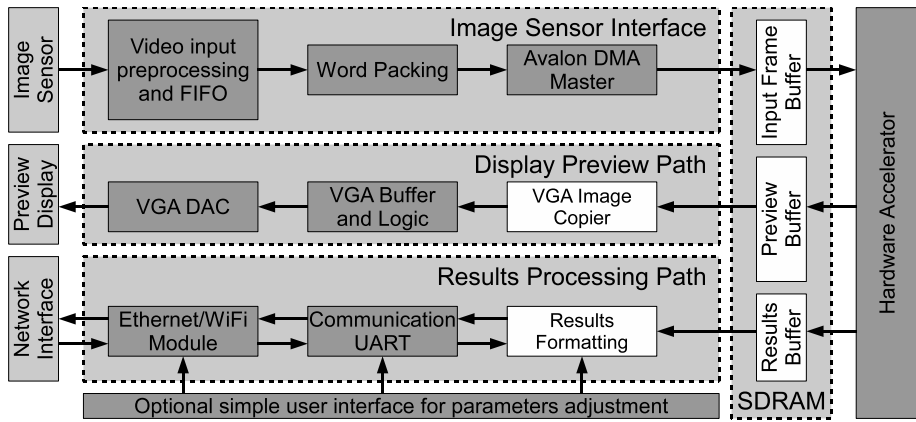 Image
Sensor
Image Sensor Interface
Video input
preprocessing
and FIFO
Word Packing
Avalon DMA
Master
Input Frame
Buffer
Preview
Display
Display Preview Path
VGA DAC
VGA Buffer
and Logic
VGA Image
Copier
Preview
Buffer
Network
Interface
Results Processing Path
Ethernet/WiFi
Module
Communication
UART
Results
Formatting
Results
Buffer
Optional simple user interface for parameters adjustment
SDRAM
Hardware Accelerator